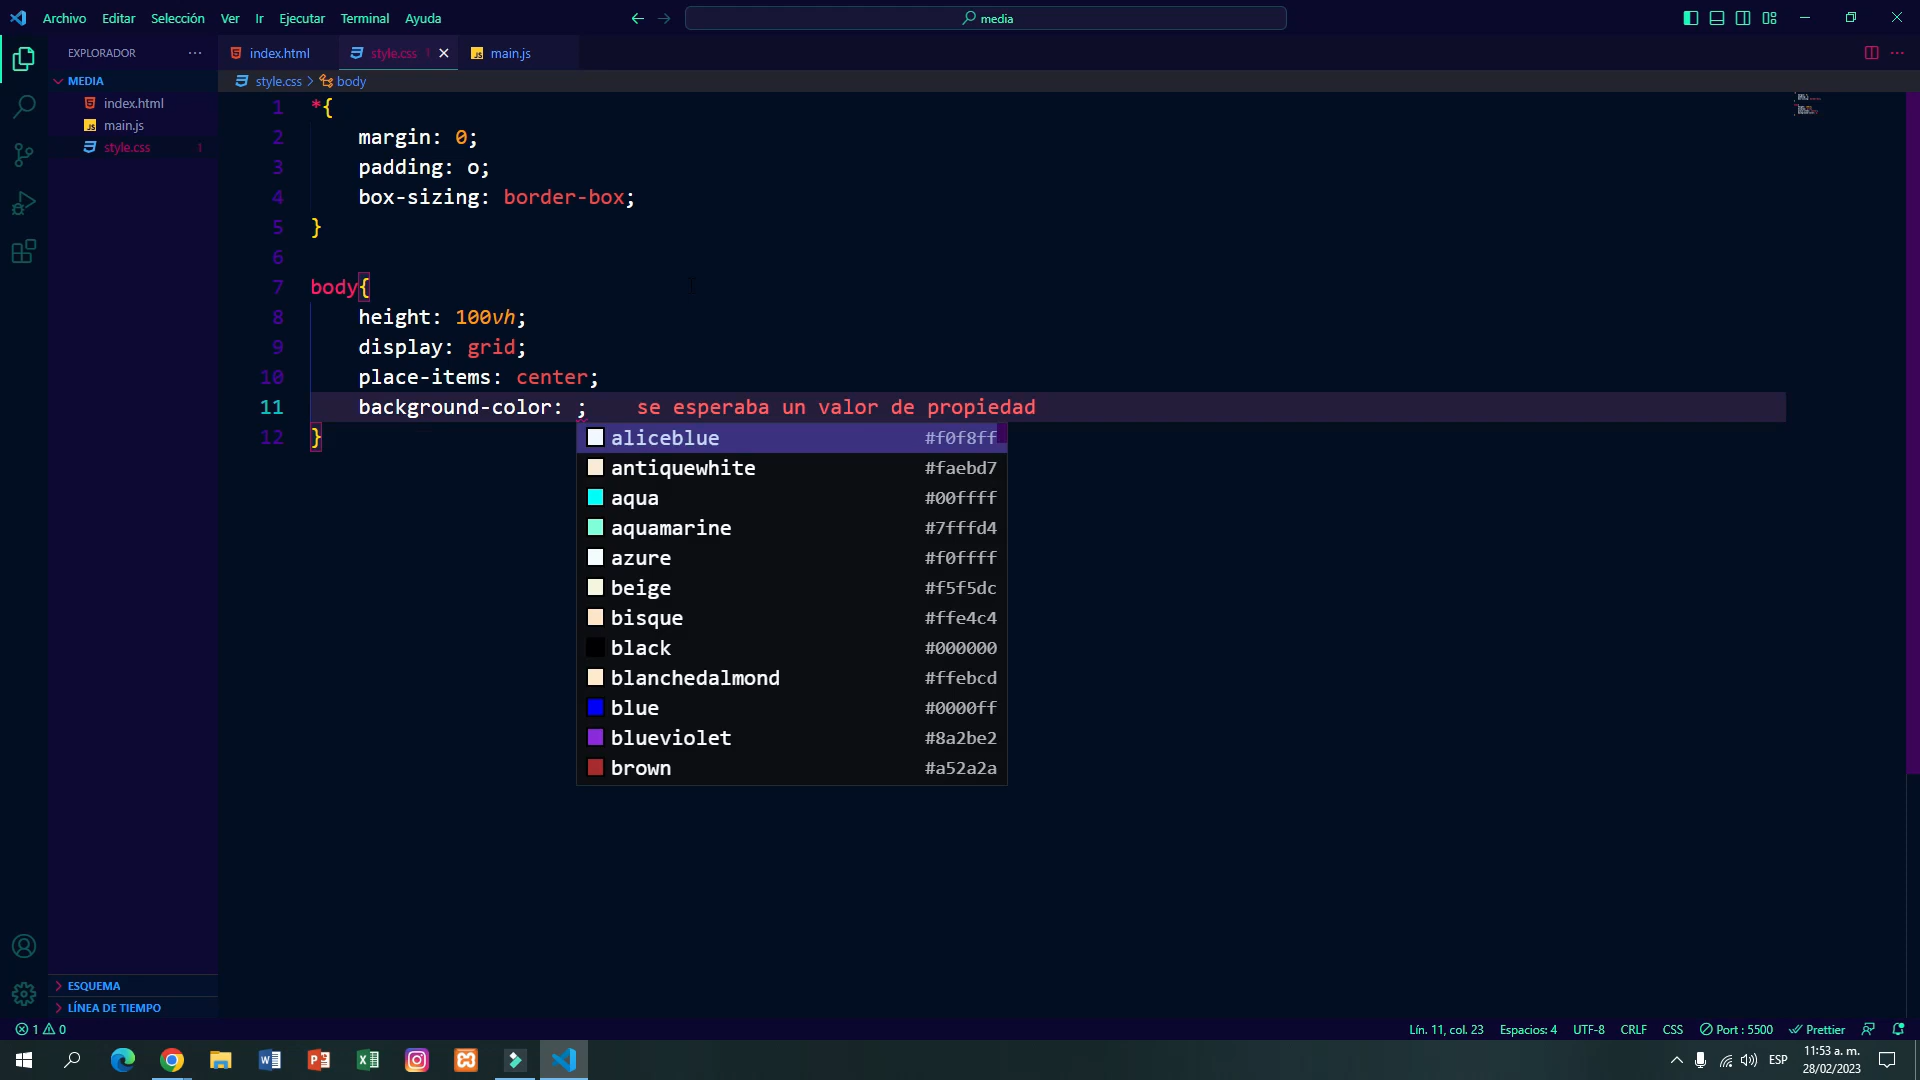 Archivo Editar Selección Ver Ir Ejecutar Terminal Ayuda
media
EXPLORADOR
index.html
style.css 1
main.js
MEDIA
style.css > body
index.html
main.js
style.css 1
1 *{
2 margin: 0;
3 padding: o;
4 box-sizing: border-box;
5 }
6
7 body{
8 height: 100vh;
9 display: grid;
10 place-items: center;
11 background-color: ; se esperaba un valor de propiedad
12 }
aliceblue #f0f8ff
antiquewhite #faebd7
aqua #00ffff
aquamarine #7fffd4
azure #f0ffff
beige #f5f5dc
bisque #ffe4c4
black #000000
blanchedalmond #ffebcd
blue #0000ff
blueviolet #8a2be2
brown #a52a2a
ESQUEMA
LÍNEA DE TIEMPO
1 0
Lín. 11, col. 23 Espacios: 4 UTF-8 CRLF CSS Port : 5500 Prettier
ESP
11:53 a. m.
28/02/2023